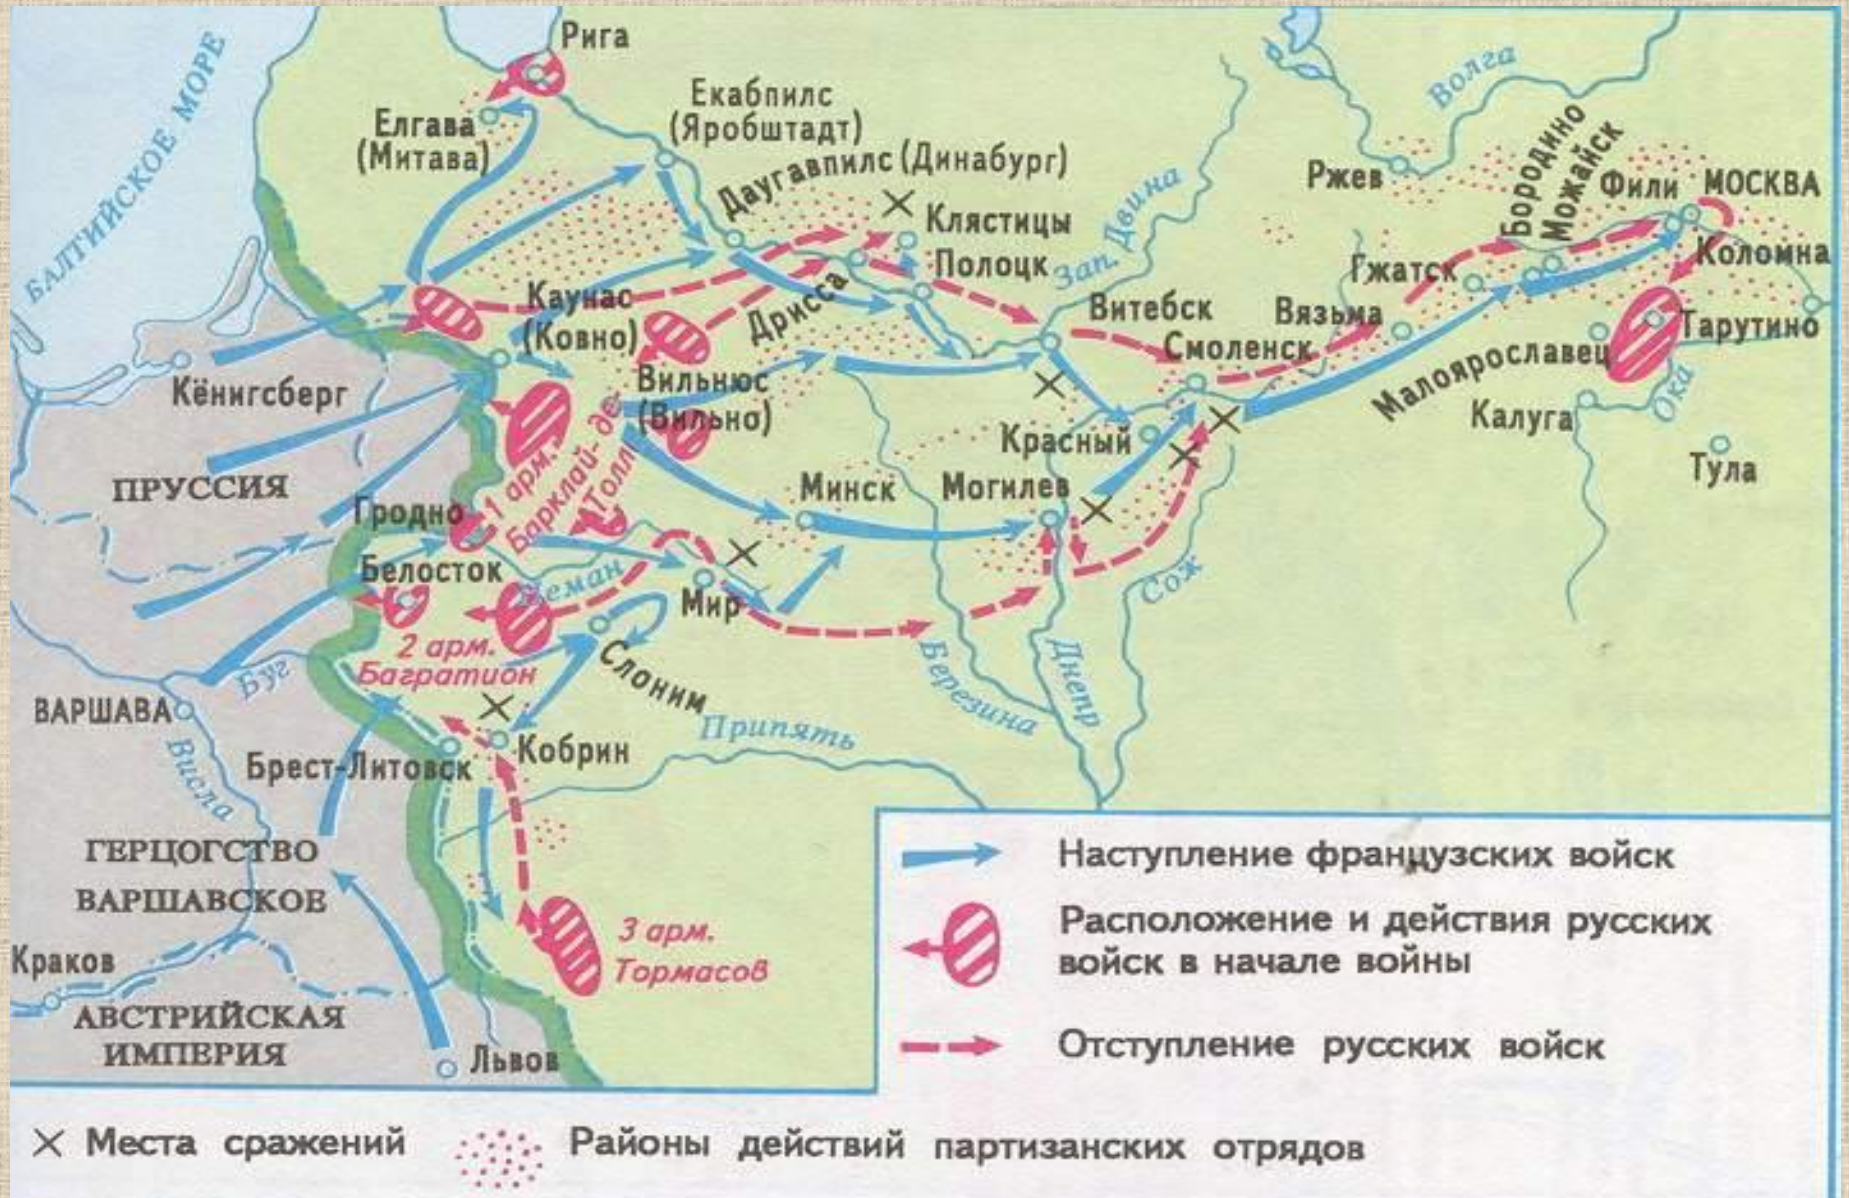 Рига
Елгава
(Митава)
Екабпилс
(Яробштадт)
Даугавпилс (Динабург)
БАЛТИЙСКОЕ МОРЕ
Волга
Ржев
Бородино
Можайск
Фили
МОСКВА
Клястицы
Полоцк
Зап. Двина
Коломна
Гжатск
Каунас
(Ковно)
Дрисса
Витебск
Вязьма
Тарутино
Смоленск
Малоярославец
Кёнигсберг
Вильнюс
(Вильно)
Калуга
Ока
Красный
Тула
ПРУССИЯ
1 арм.
Барклай-де-
Толли
Минск
Могилев
Гродно
Белосток
Неман
Мир
Сож
2 арм.
Багратион
Слоним
Березина
Днепр
Буг
ВАРШАВА
Висла
Припять
Кобрин
Брест-Литовск
ГЕРЦОГСТВО
ВАРШАВСКОЕ
3 арм.
Тормасов
Краков
АВСТРИЙСКАЯ
ИМПЕРИЯ
Львов
Наступление французских войск
Расположение и действия русских
войск в начале войны
Отступление русских войск
Места сражений
Районы действий партизанских отрядов